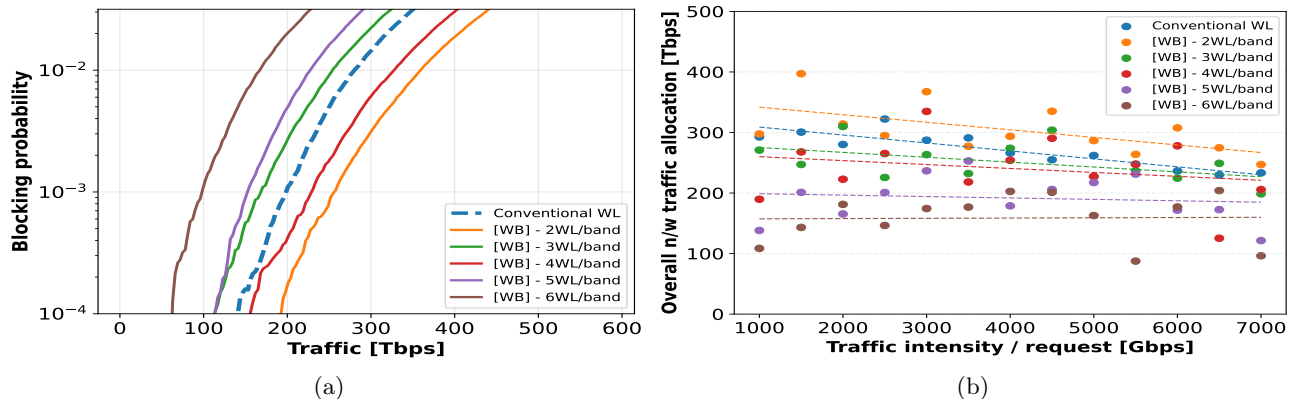 Blocking probability
10⁻²
10⁻³
10⁻⁴
0
100
200
300
400
500
600
Traffic [Tbps]
Conventional WL
[WB] - 2WL/band
[WB] - 3WL/band
[WB] - 4WL/band
[WB] - 5WL/band
[WB] - 6WL/band
(a)
Overall n/w traffic allocation [Tbps]
500
400
300
200
100
0
1000
2000
3000
4000
5000
6000
7000
Traffic intensity / request [Gbps]
Conventional WL
[WB] - 2WL/band
[WB] - 3WL/band
[WB] - 4WL/band
[WB] - 5WL/band
[WB] - 6WL/band
(b)